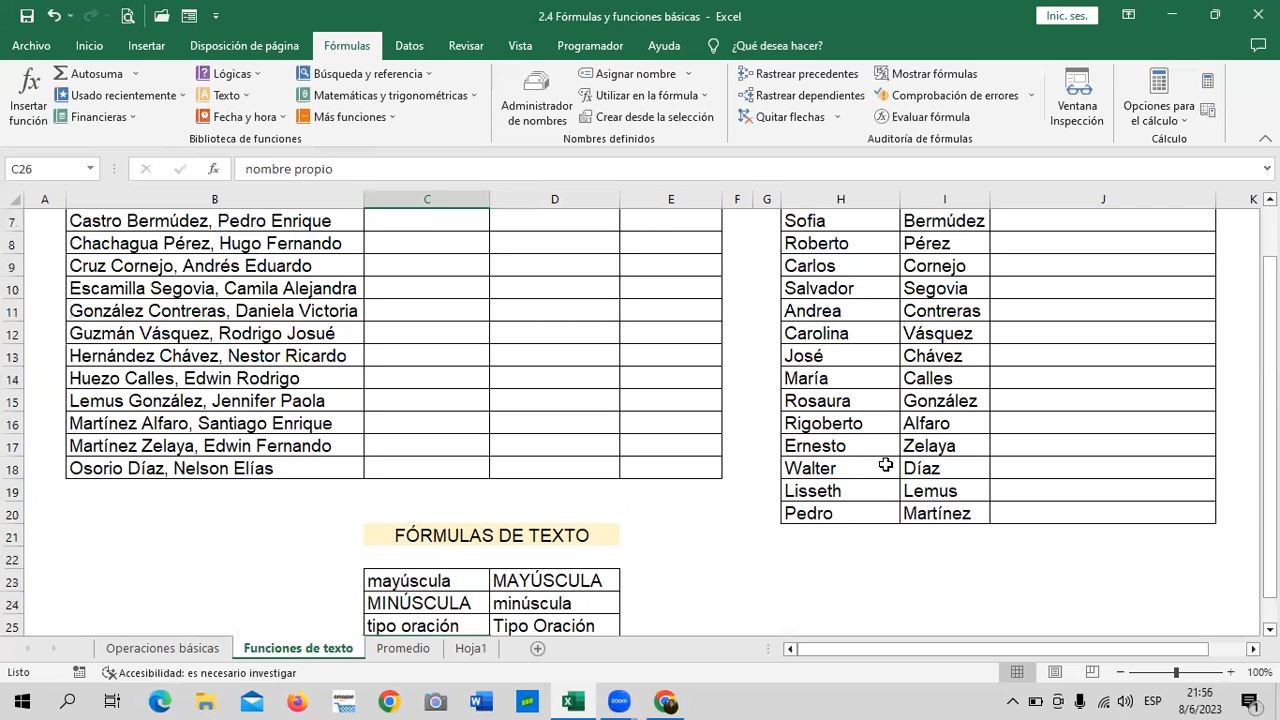 2.4 Fórmulas y funciones básicas - Excel
Inic. ses.
Archivo Inicio Insertar Disposición de página Fórmulas Datos Revisar Vista Programador Ayuda ¿Qué desea hacer?
Insertar función
Autosuma
Usado recientemente
Financieras
Lógicas
Texto
Fecha y hora
Búsqueda y referencia
Matemáticas y trigonométricas
Más funciones
Biblioteca de funciones
Administrador de nombres
Asignar nombre
Utilizar en la fórmula
Crear desde la selección
Nombres definidos
Rastrear precedentes
Rastrear dependientes
Quitar flechas
Mostrar fórmulas
Comprobación de errores
Evaluar fórmula
Auditoría de fórmulas
Ventana Inspección
Opciones para el cálculo
Cálculo
C26 fx nombre propio
A B C D E F G H I J K
7 Castro Bermúdez, Pedro Enrique Sofia Bermúdez
8 Chachagua Pérez, Hugo Fernando Roberto Pérez
9 Cruz Cornejo, Andrés Eduardo Carlos Cornejo
10 Escamilla Segovia, Camila Alejandra Salvador Segovia
11 González Contreras, Daniela Victoria Andrea Contreras
12 Guzmán Vásquez, Rodrigo Josué Carolina Vásquez
13 Hernández Chávez, Nestor Ricardo José Chávez
14 Huezo Calles, Edwin Rodrigo María Calles
15 Lemus González, Jennifer Paola Rosaura González
16 Martínez Alfaro, Santiago Enrique Rigoberto Alfaro
17 Martínez Zelaya, Edwin Fernando Ernesto Zelaya
18 Osorio Díaz, Nelson Elías Walter Díaz
19 Lisseth Lemus
20 Pedro Martínez
21 FÓRMULAS DE TEXTO
22
23 mayúscula MAYÚSCULA
24 MINÚSCULA minúscula
25 tipo oración Tipo Oración
Operaciones básicas Funciones de texto Promedio Hoja1
Listo Accesibilidad: es necesario investigar 100%
amazon
ESP
21:56
8/6/2023